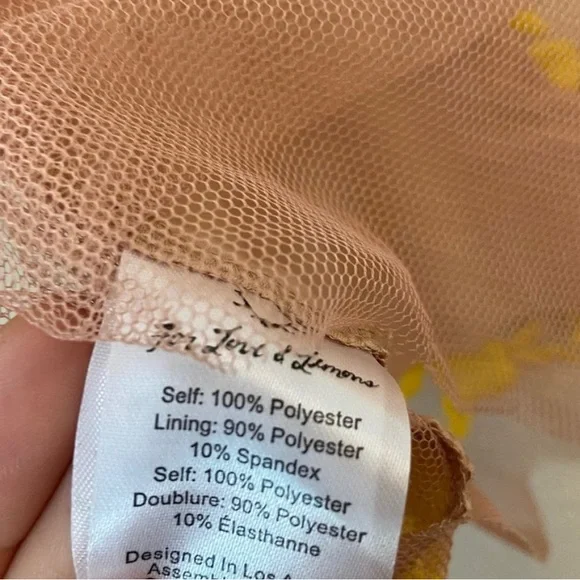 For Love & Lemons
Self: 100% Polyester
Lining: 90% Polyester
10% Spandex
Self: 100% Polyester
Doublure: 90% Polyester
10% Élasthanne
Designed In Los